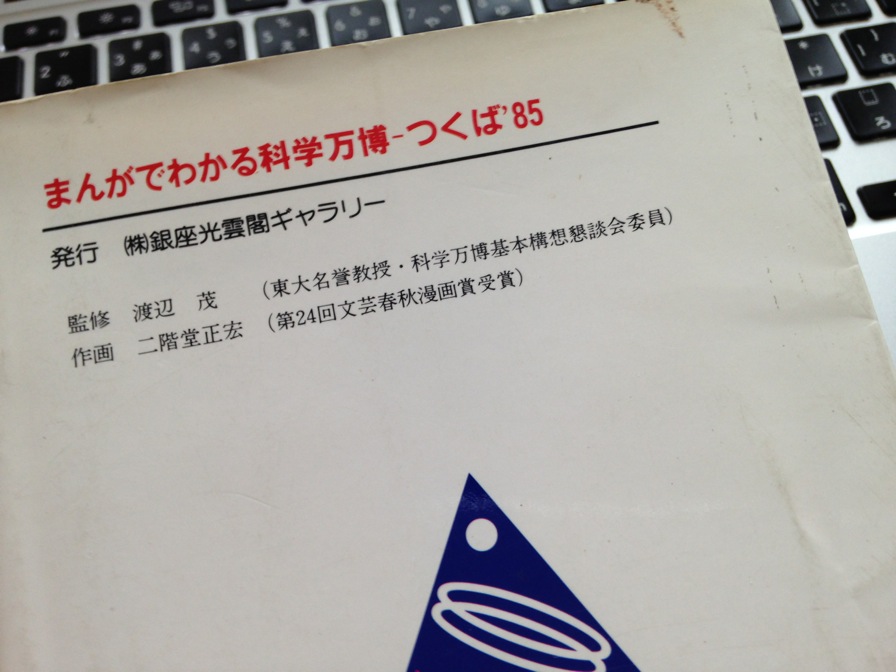 まんがでわかる科学万博-つくば'85
発行 ㈱銀座光雲閣ギャラリー
監修 渡辺 茂 (東大名誉教授・科学万博基本構想懇談会委員)
作画 二階堂正宏 (第24回文芸春秋漫画賞受賞)